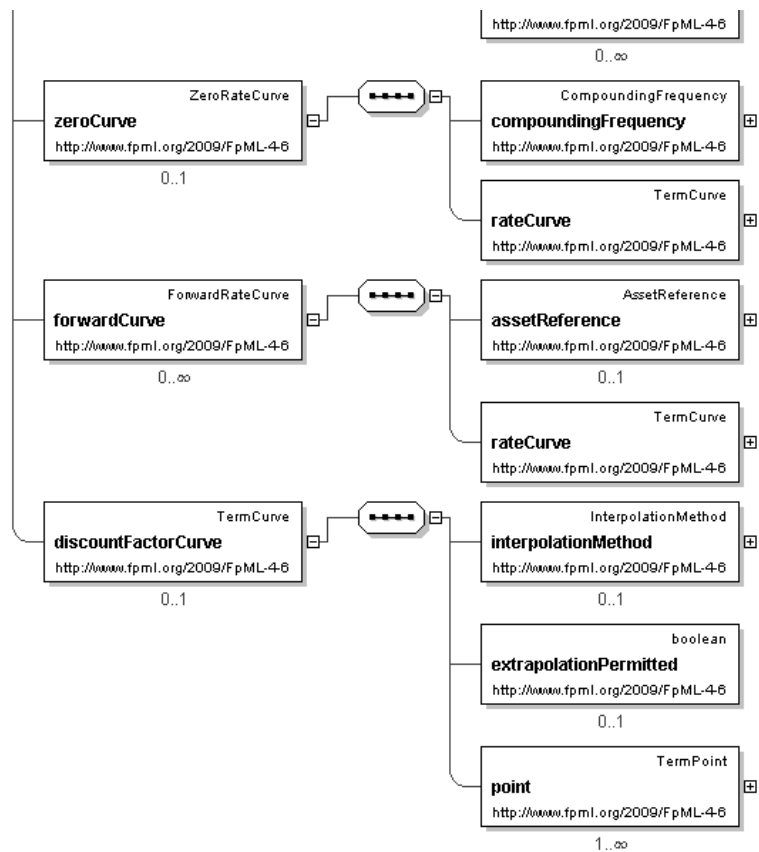 http://www.fpml.org/2009/FpML-4-6
0..∞
ZeroRateCurve
zeroCurve
http://www.fpml.org/2009/FpML-4-6
0..1
CompoundingFrequency
compoundingFrequency
http://www.fpml.org/2009/FpML-4-6
TermCurve
rateCurve
http://www.fpml.org/2009/FpML-4-6
ForwardRateCurve
forwardCurve
http://www.fpml.org/2009/FpML-4-6
0..∞
AssetReference
assetReference
http://www.fpml.org/2009/FpML-4-6
0..1
TermCurve
rateCurve
http://www.fpml.org/2009/FpML-4-6
TermCurve
discountFactorCurve
http://www.fpml.org/2009/FpML-4-6
0..1
InterpolationMethod
interpolationMethod
http://www.fpml.org/2009/FpML-4-6
0..1
boolean
extrapolationPermitted
http://www.fpml.org/2009/FpML-4-6
0..1
TermPoint
point
http://www.fpml.org/2009/FpML-4-6
1..∞